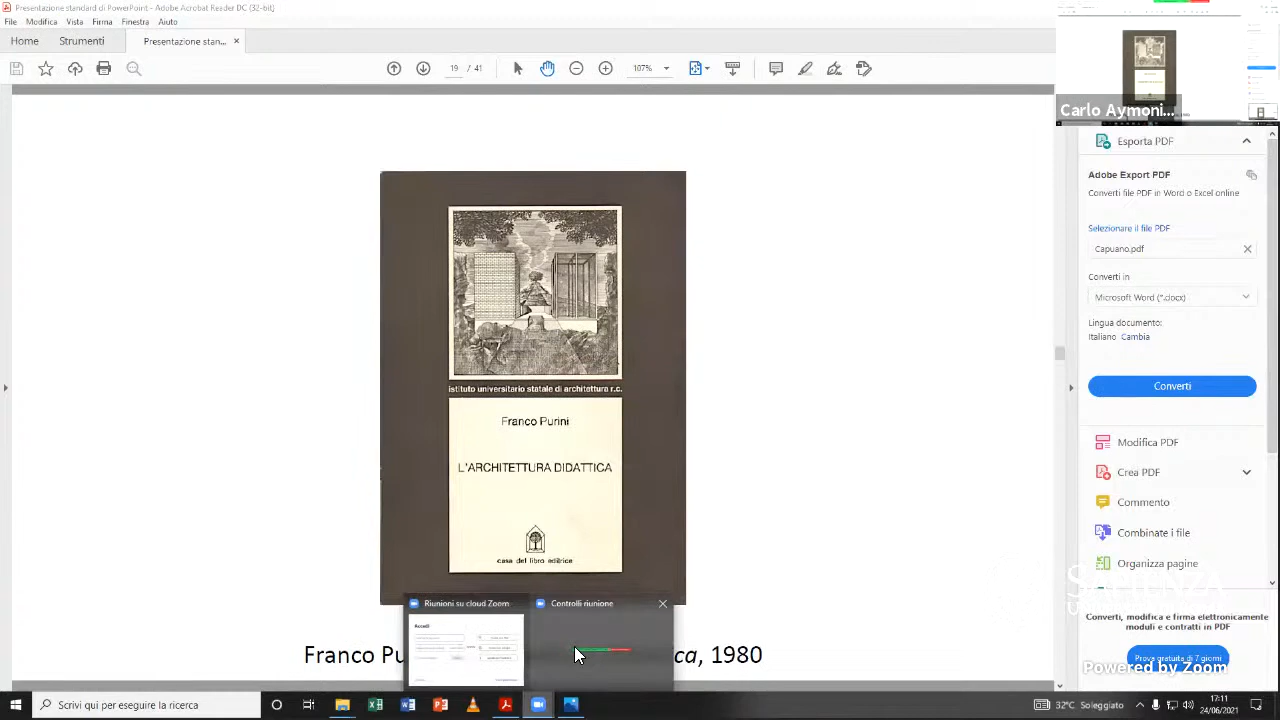 Presentazione standard di PowerPoint - Adobe Acrobat Reader DC (32-bit)
File Modifica Vista Firma Finestra Aiuto
Presentazione stan...
41
107%
Carlo Aymoni...
Esporta PDF
Adobe Export PDF
Converti file PDF in Word o Excel online
Selezionare il file PDF
Capuano.pdf
Converti in
Microsoft Word (*.docx)
Lingua documento:
Italiano Cambia
Converti
Modifica PDF
Crea PDF
Commento
Combinate i file
Organizza pagine
Converti, modifica e firma elettronicamente
moduli e contratti in PDF
Prova gratuita di 7 giorni
Powered by Zoom
istituto universitario statale di architettura r.c.
Franco Purini
L'ARCHITETTURA DIDATTICA
casa del libro editrice
Riunioni su cloud Zoom
Controlli riunione
Accedi
Franco Pu
ca, 1980
Scrivi qui per eseguire la ricerca
32°C Soleggiato
17:11
24/06/2021